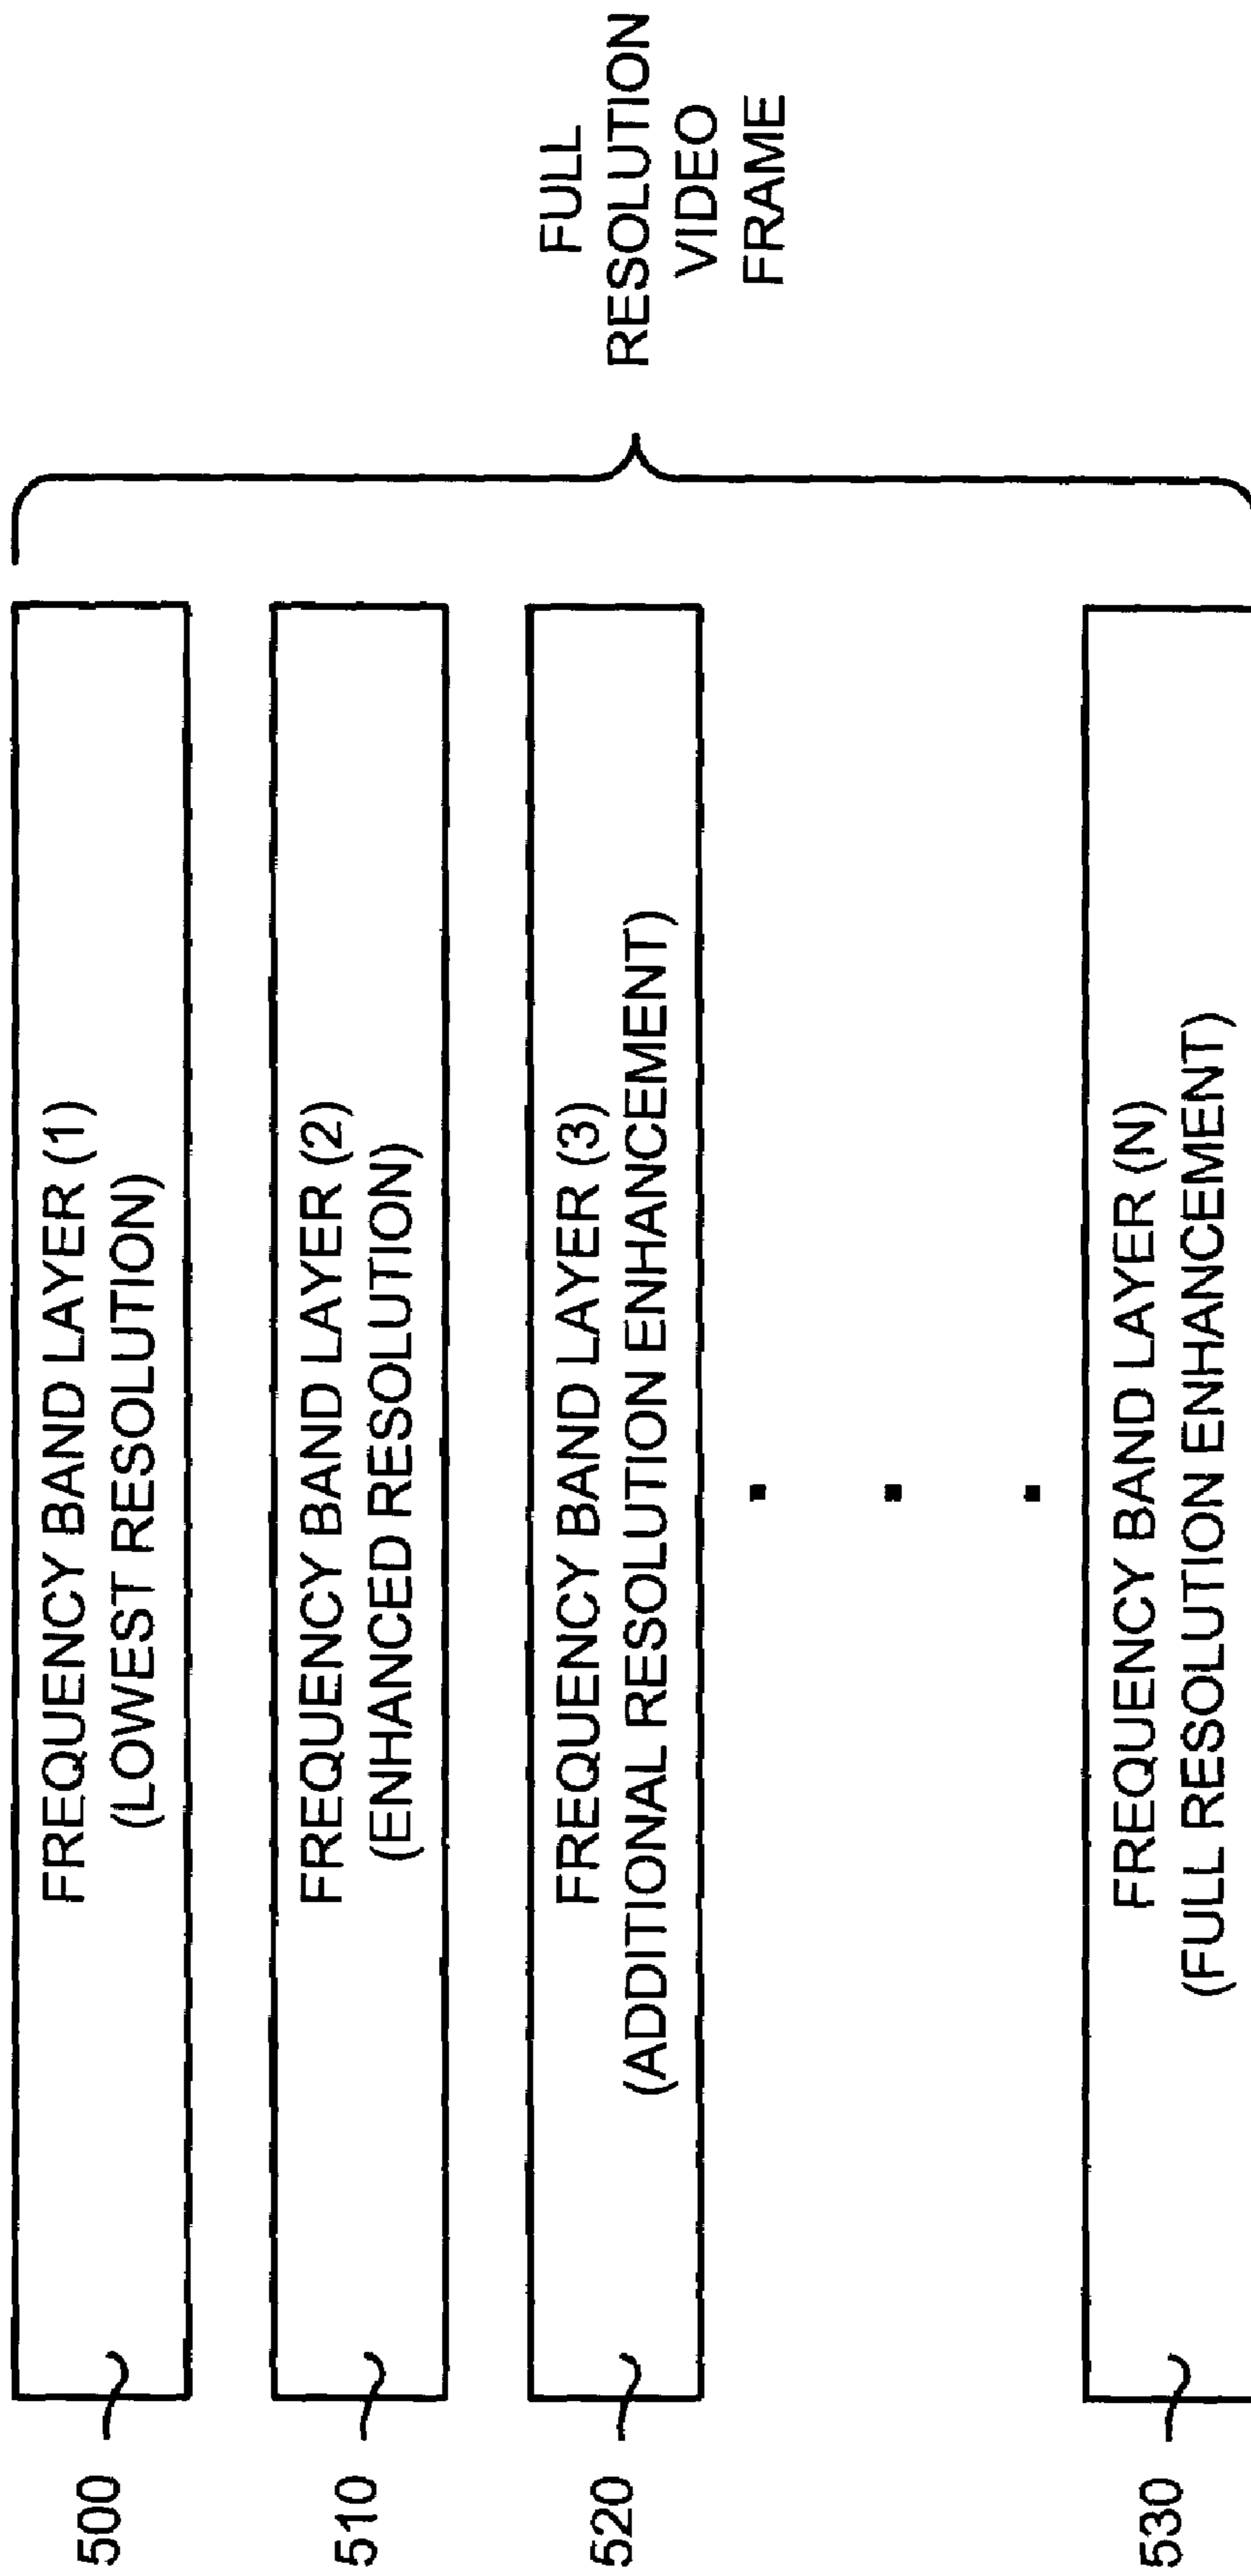 500
FREQUENCY BAND LAYER (1)
(LOWEST RESOLUTION)
510
FREQUENCY BAND LAYER (2)
(ENHANCED RESOLUTION)
520
FREQUENCY BAND LAYER (3)
(ADDITIONAL RESOLUTION ENHANCEMENT)
530
FREQUENCY BAND LAYER (N)
(FULL RESOLUTION ENHANCEMENT)
FULL
RESOLUTION
VIDEO
FRAME